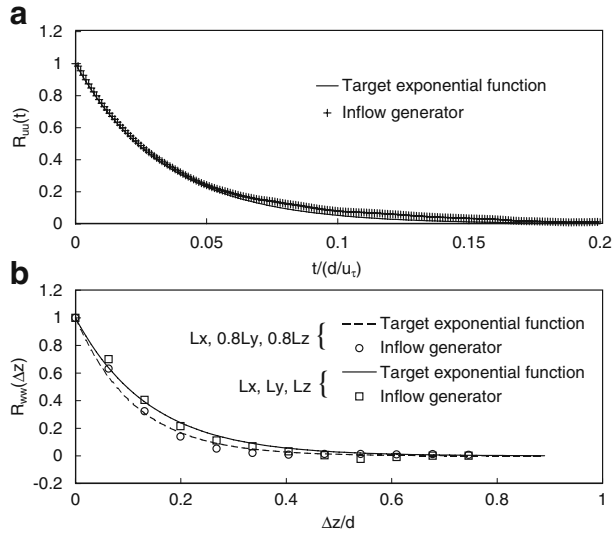 a
1.2
1
0.8
0.6
0.4
0.2
0
R_uu(t)
Target exponential function
Inflow generator
0 0.05 0.1 0.15 0.2
t/(d/u_τ)
b
1.2
1
0.8
0.6
0.4
0.2
0
-0.2
R_ww(Δz)
Lx, 0.8Ly, 0.8Lz {
Target exponential function
Inflow generator
Lx, Ly, Lz {
Target exponential function
Inflow generator
0 0.2 0.4 0.6 0.8 1
Δz/d